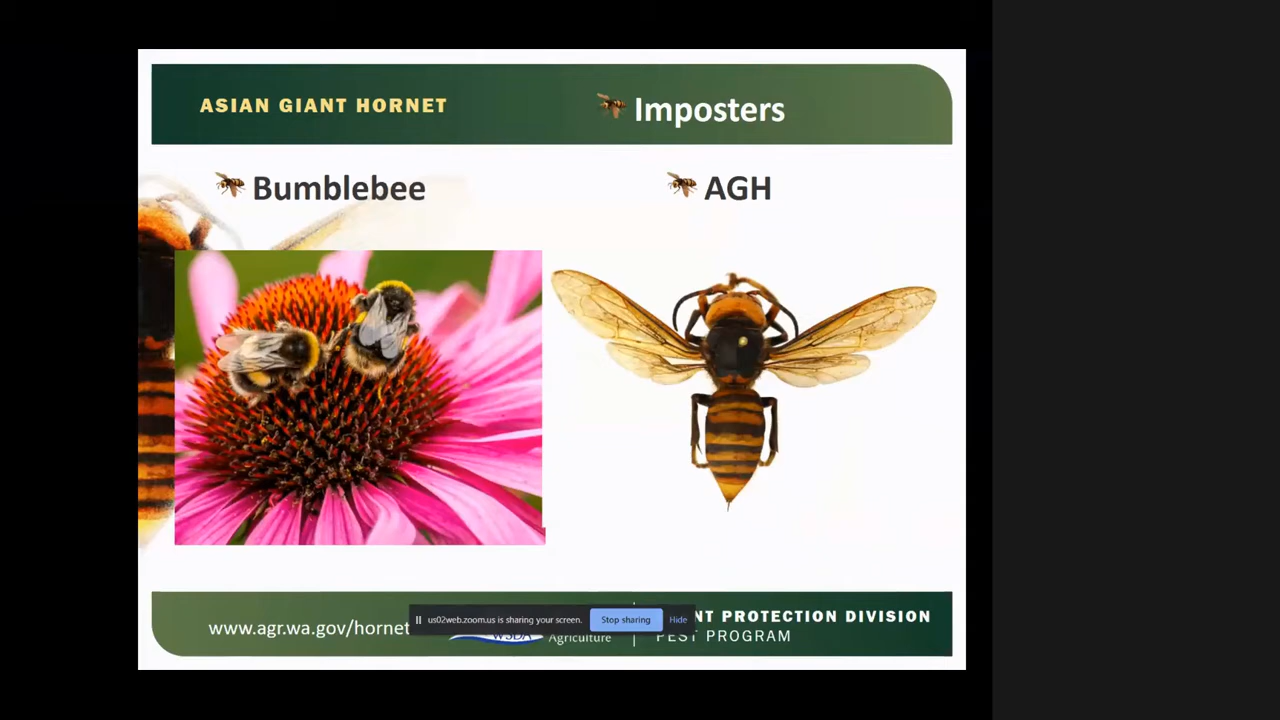 ASIAN GIANT HORNET
Imposters
Bumblebee
AGH
www.agr.wa.gov/hornet
us02web.zoom.us is sharing your screen.
Stop sharing
Hide
WSDA
Agriculture
NT PROTECTION DIVISION
PEST PROGRAM